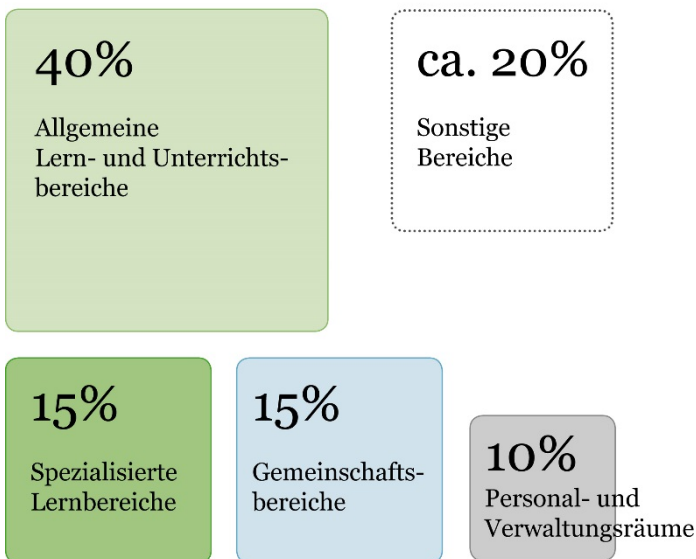 40%
Allgemeine
Lern- und Unterrichts-
bereiche
ca. 20%
Sonstige
Bereiche
15%
Spezialisierte
Lernbereiche
15%
Gemeinschafts-
bereiche
10%
Personal- und
Verwaltungsräume